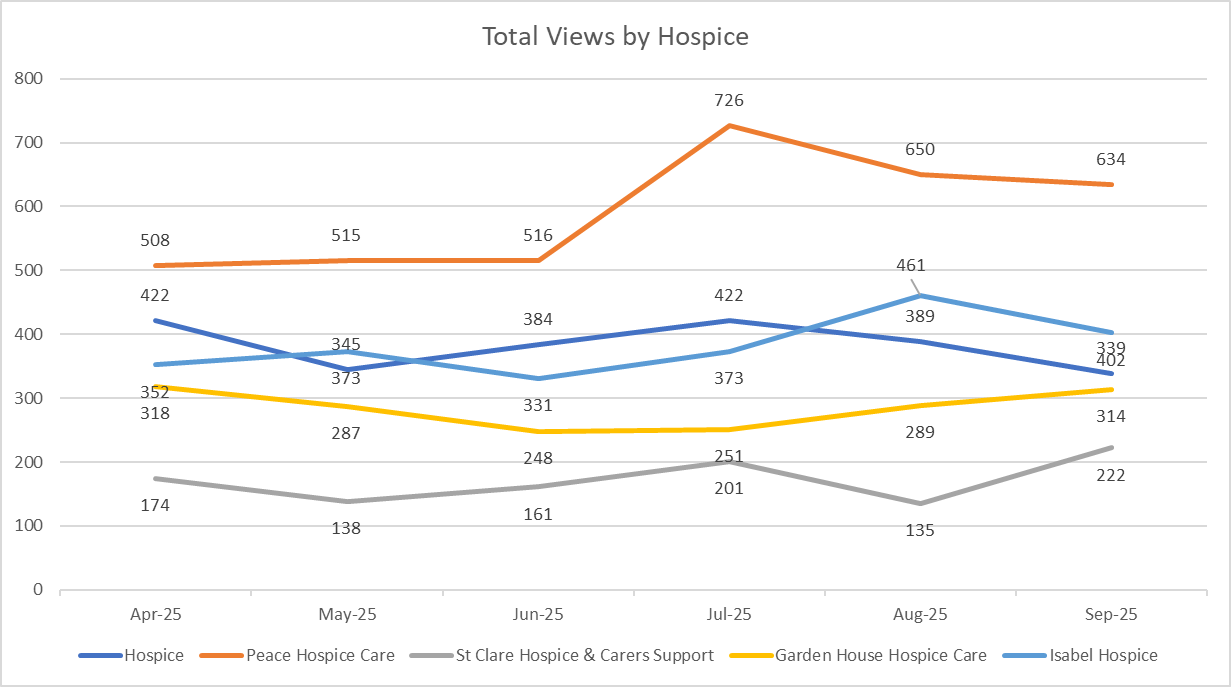 Total Views by Hospice
800
700
600
500
400
300
200
100
0
508 515 516 726 650 634
422 345 384 422 389 339
352 373 331 373 461 402
318 287 248 251 289 314
174 138 161 201 135 222
Apr-25 May-25 Jun-25 Jul-25 Aug-25 Sep-25
Hospice Peace Hospice Care St Clare Hospice & Carers Support Garden House Hospice Care Isabel Hospice